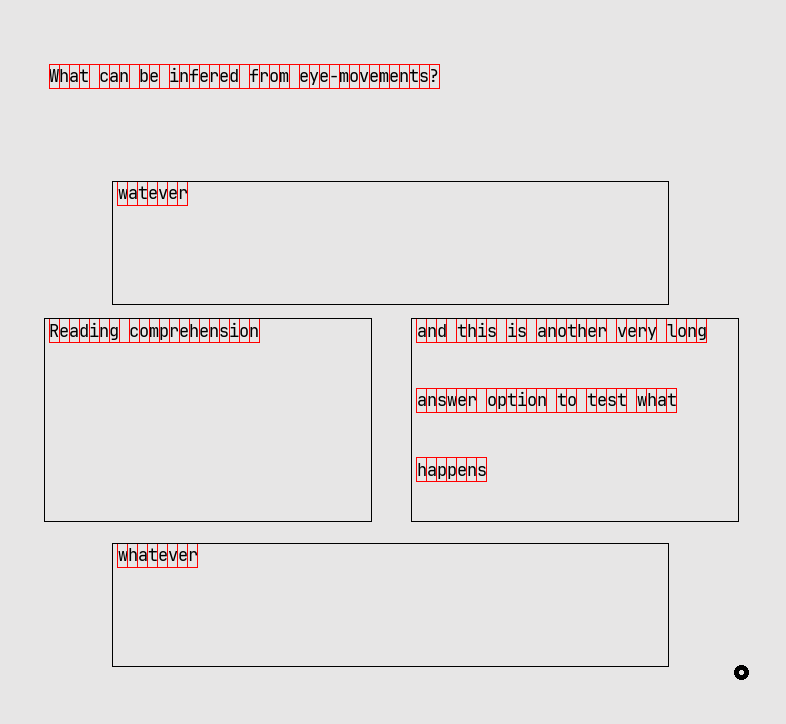 What can be infered from eye-movements?
watever
Reading comprehension
and this is another very long
answer option to test what
happens
whatever